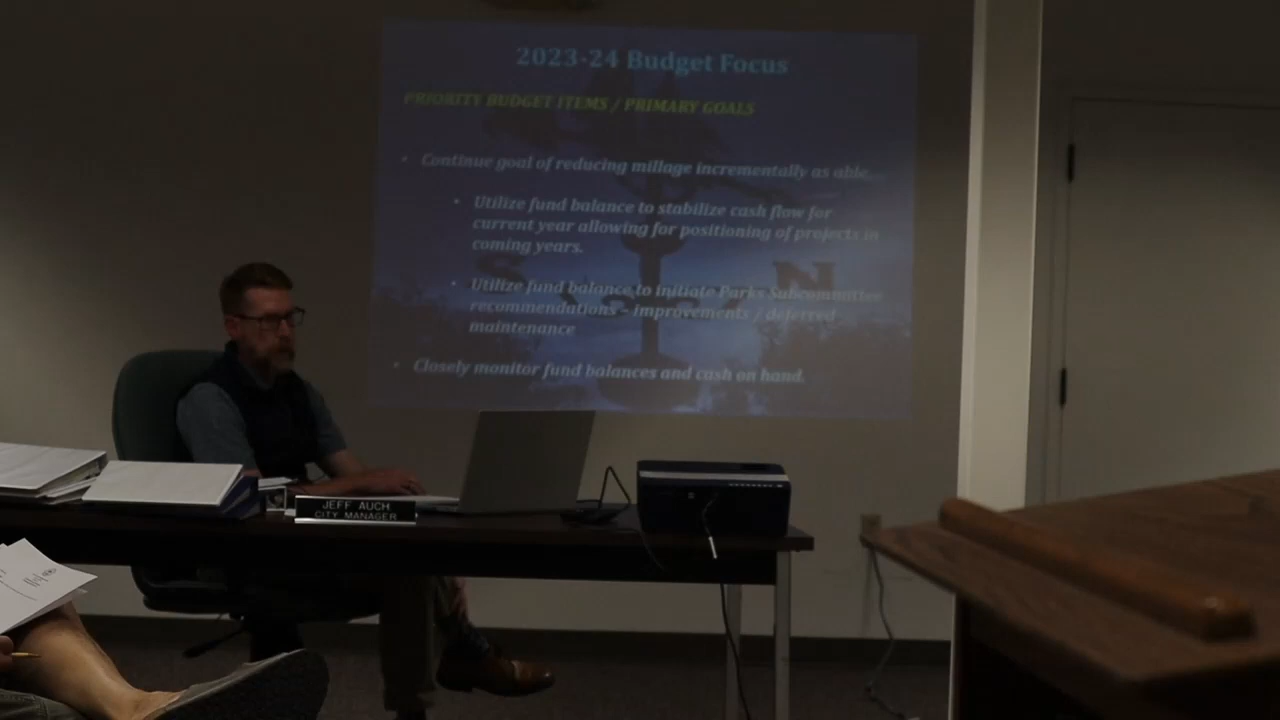 2023-24 Budget Focus
PRIORITY BUDGET ITEMS / PRIMARY GOALS
• Continue goal of reducing millage incrementally as able...
• Utilize fund balance to stabilize cash flow for
current year allowing for positioning of projects in
coming years.
• Utilize fund balance to initiate Parks Subcommittee
recommendations – improvements / deferred
maintenance
• Closely monitor fund balances and cash on hand.
S N
JEFF AUCH
CITY MANAGER